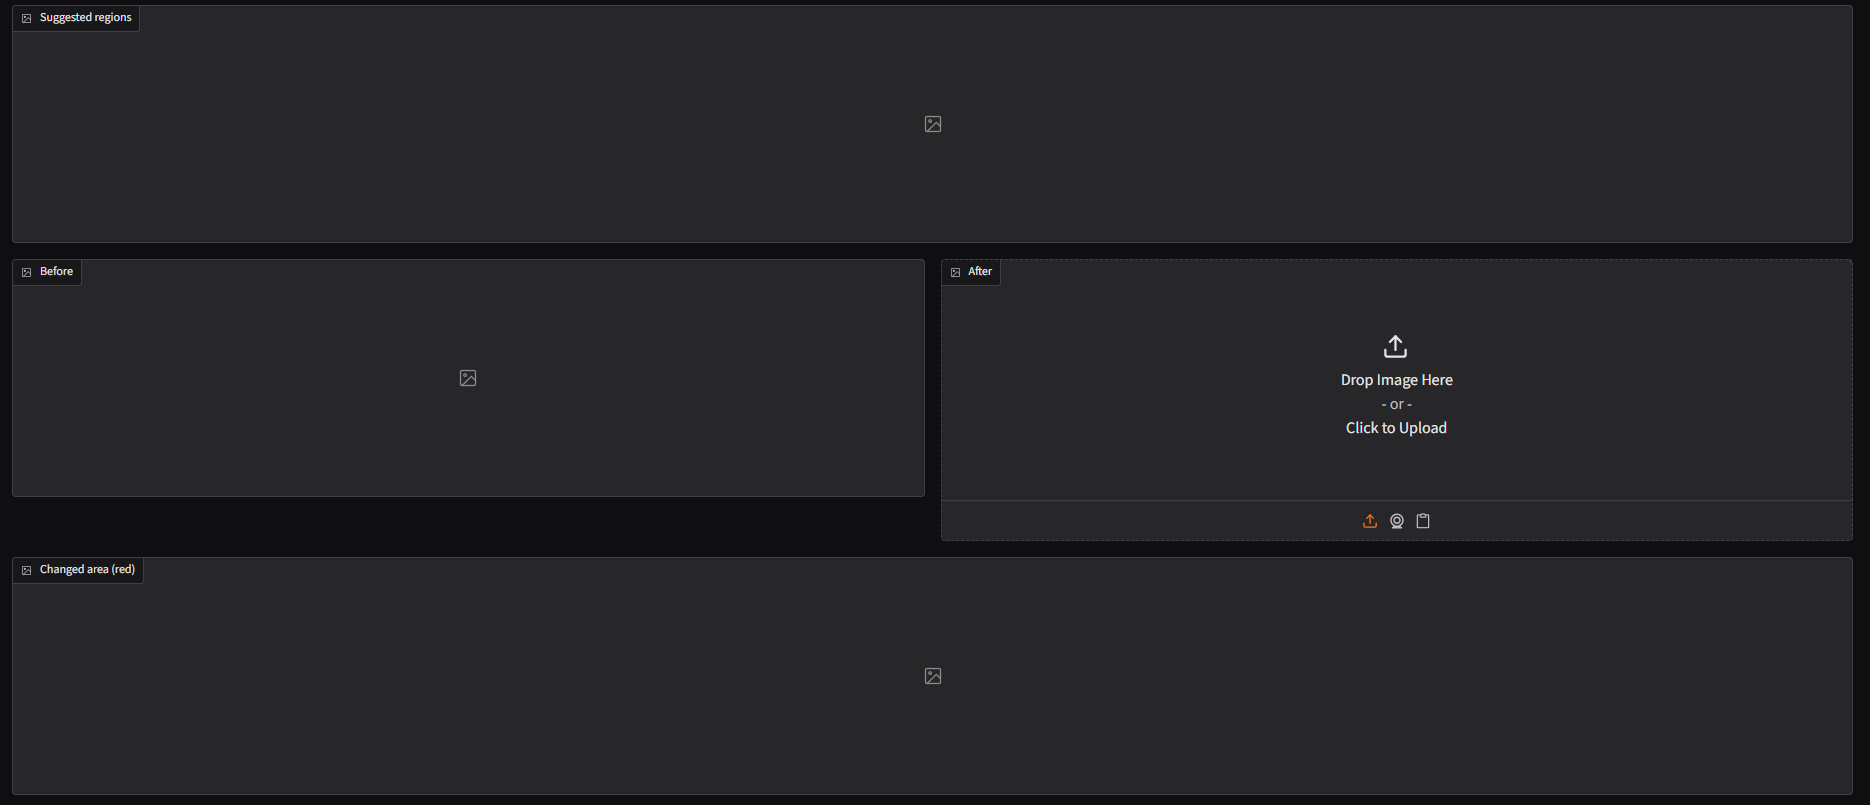 Suggested regions
Before
After
Drop Image Here
- or -
Click to Upload
Changed area (red)